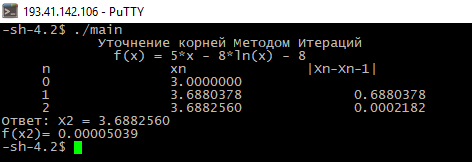 193.41.142.106 - PuTTY
-sh-4.2$ ./main
Уточнение корней Методом Итераций
f(x) = 5*x - 8*ln(x) - 8
n xn |Xn-Xn-1|
0 3.0000000
1 3.6880378 0.6880378
2 3.6882560 0.0002182
Ответ: X2 = 3.6882560
f(x2)= 0.00005039
-sh-4.2$